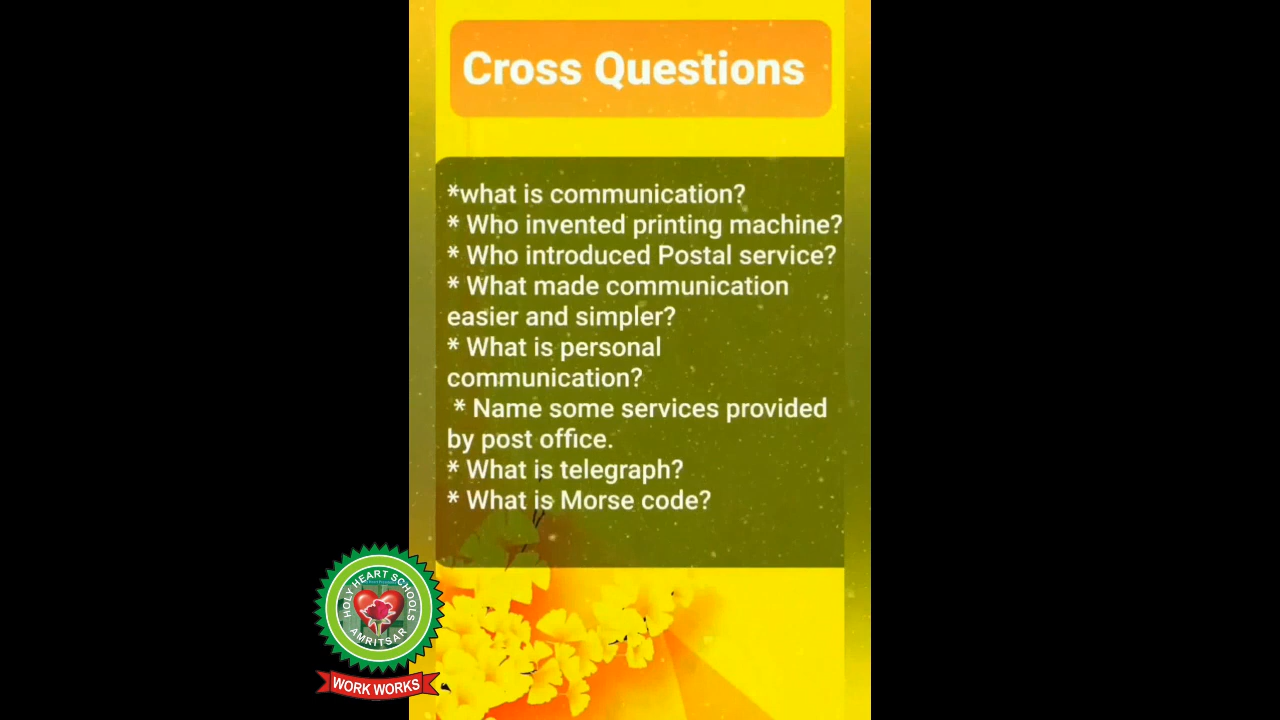 Cross Questions
*what is communication?
* Who invented printing machine?
* Who introduced Postal service?
* What made communication
easier and simpler?
* What is personal
communication?
* Name some services provided
by post office.
* What is telegraph?
* What is Morse code?
HOLY HEART SCHOOLS
AMRITSAR
WORK WORKS